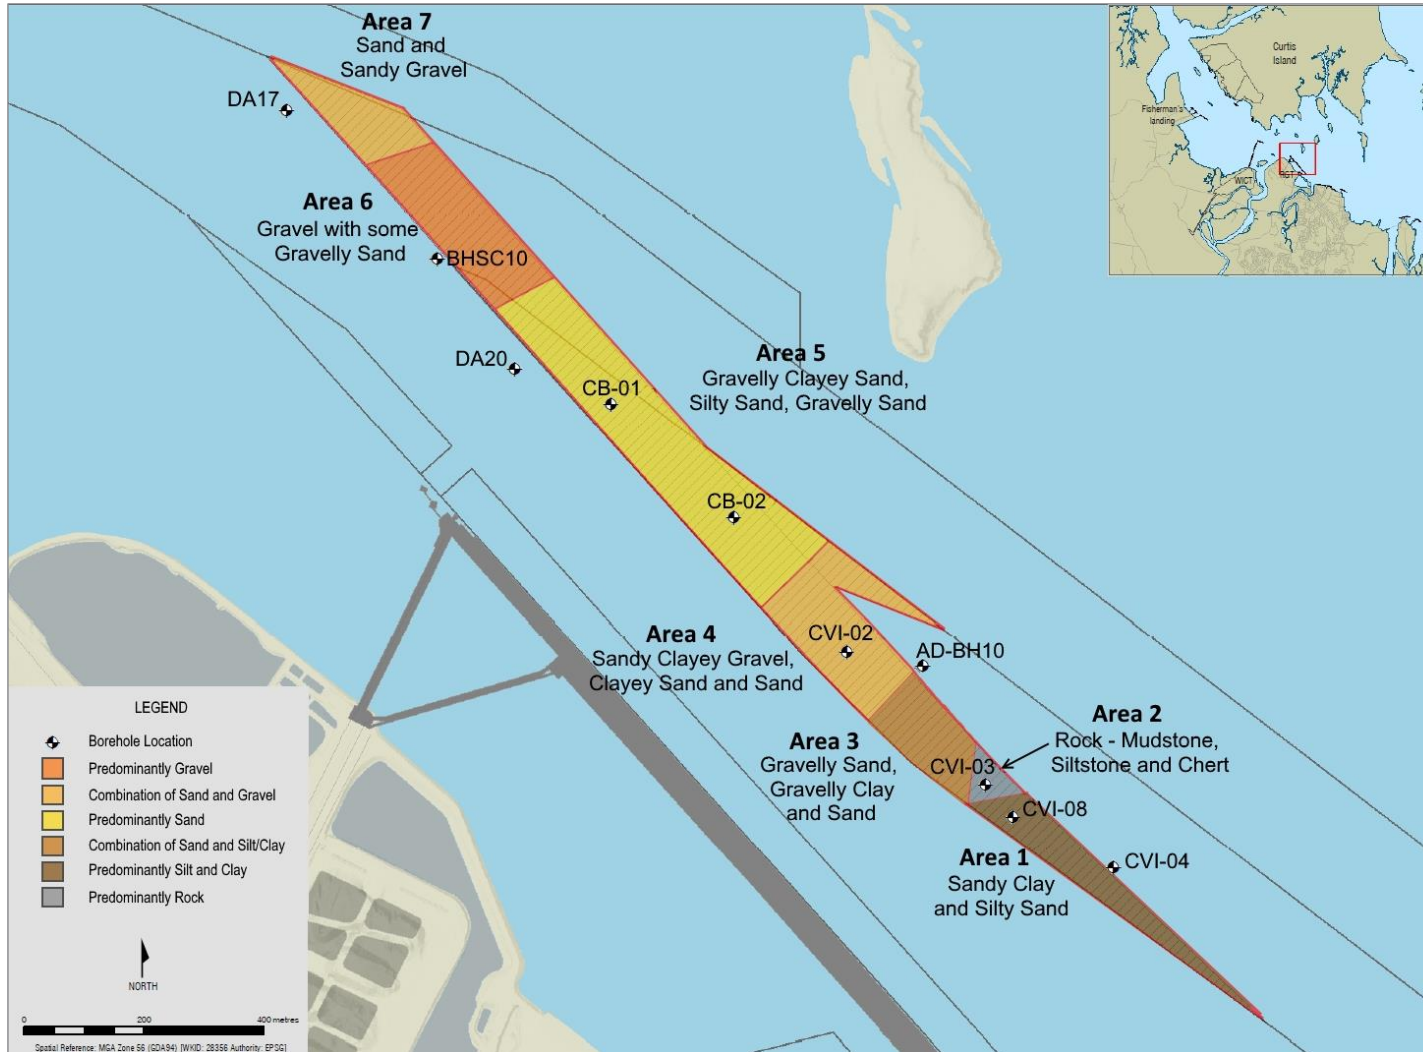 Area 7
Sand and
Sandy Gravel
DA17
Area 6
Gravel with some
Gravelly Sand
BHSC10
DA20
Area 5
Gravelly Clayey Sand,
Silty Sand, Gravelly Sand
CB-01
CB-02
Area 4
Sandy Clayey Gravel,
Clayey Sand and Sand
CVI-02
AD-BH10
Area 3
Gravelly Sand,
Gravelly Clay
and Sand
Area 2
Rock - Mudstone,
Siltstone and Chert
CVI-03
CVI-08
CVI-04
Area 1
Sandy Clay
and Silty Sand
Curtis
Island
Fisherman's
landing
WICT
LEGEND
Borehole Location
Predominantly Gravel
Combination of Sand and Gravel
Predominantly Sand
Combination of Sand and Silt/Clay
Predominantly Silt and Clay
Predominantly Rock
NORTH
0 200 400 metres
Spatial Reference: MGA Zone 56 (GDA94) [WKID: 28356 Authority: EPSG]